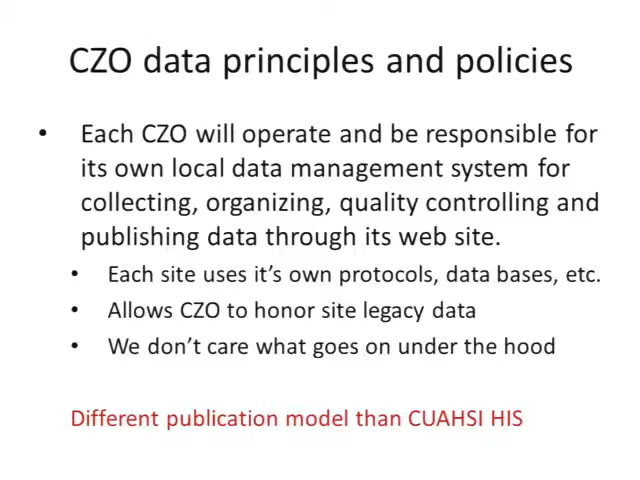 CZO data principles and policies
• Each CZO will operate and be responsible for
its own local data management system for
collecting, organizing, quality controlling and
publishing data through its web site.
• Each site uses it's own protocols, data bases, etc.
• Allows CZO to honor site legacy data
• We don't care what goes on under the hood
Different publication model than CUAHSI HIS